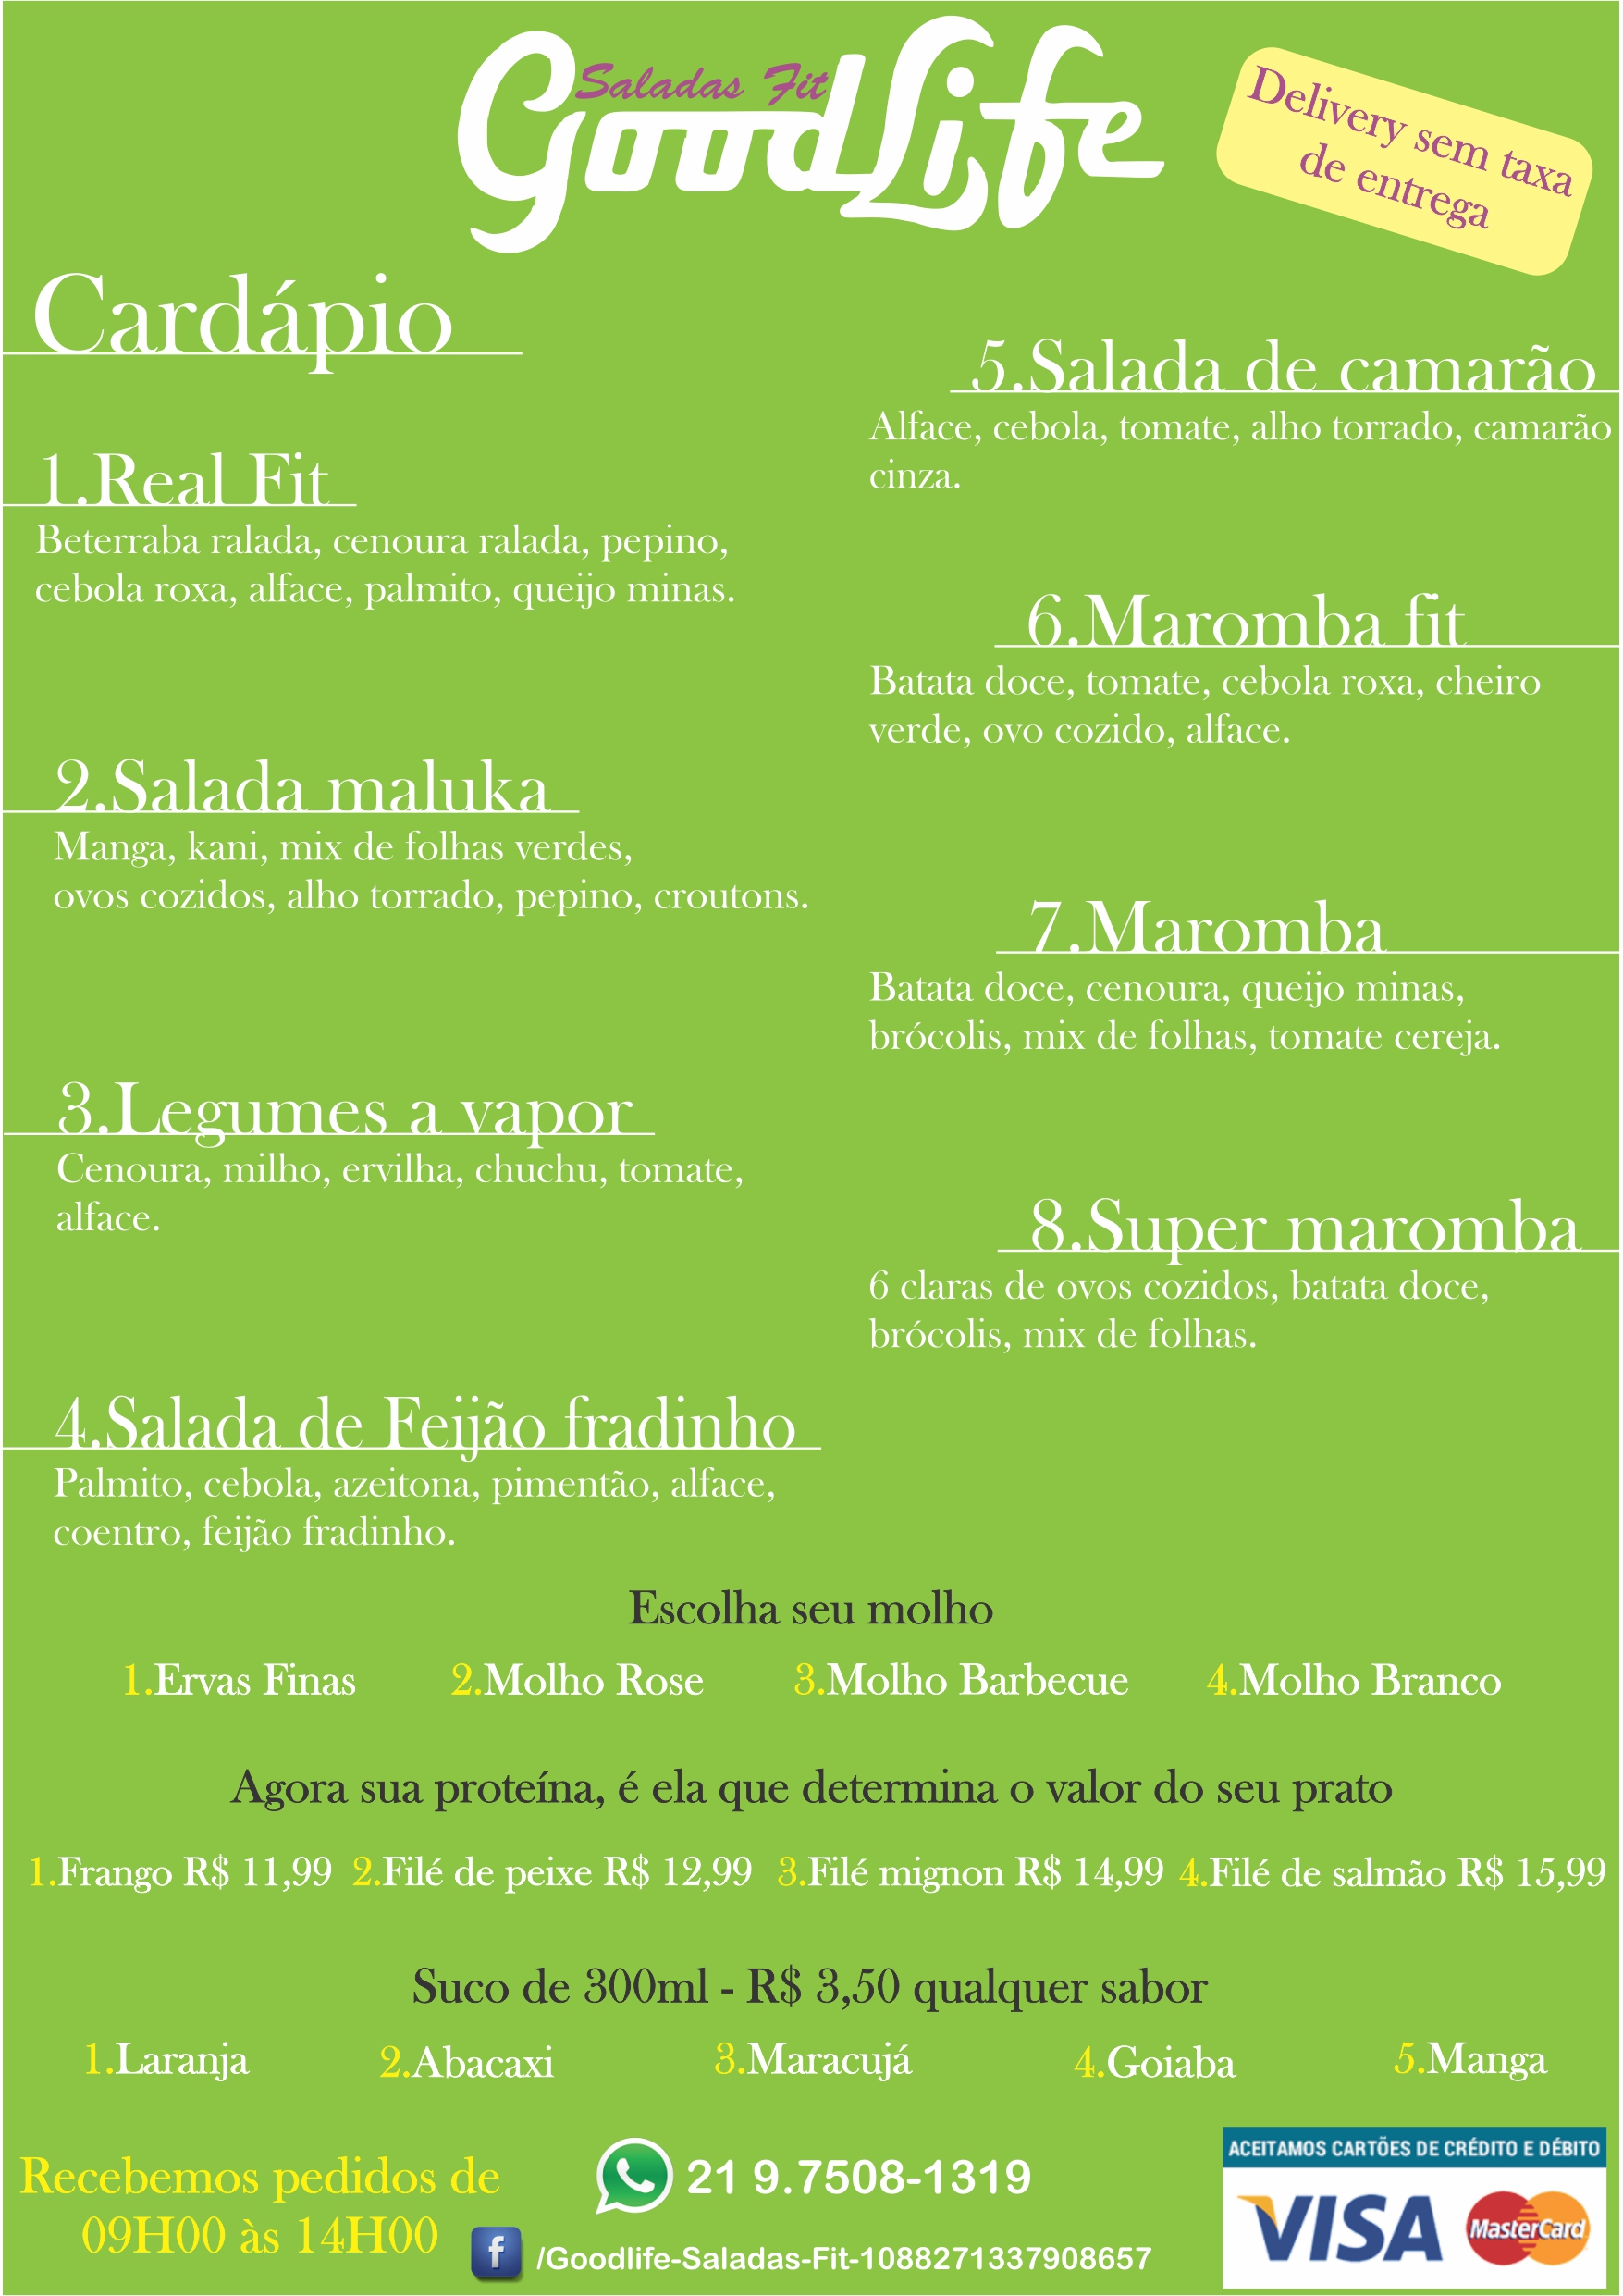 Saladas Fit
GoodLife
Delivery sem taxa
de entrega
Cardápio
1.Real Fit
Beterraba ralada, cenoura ralada, pepino,
cebola roxa, alface, palmito, queijo minas.
2.Salada maluka
Manga, kani, mix de folhas verdes,
ovos cozidos, alho torrado, pepino, croutons.
3.Legumes a vapor
Cenoura, milho, ervilha, chuchu, tomate,
alface.
4.Salada de Feijão fradinho
Palmito, cebola, azeitona, pimentão, alface,
coentro, feijão fradinho.
5.Salada de camarão
Alface, cebola, tomate, alho torrado, camarão
cinza.
6.Maromba fit
Batata doce, tomate, cebola roxa, cheiro
verde, ovo cozido, alface.
7.Maromba
Batata doce, cenoura, queijo minas,
brócolis, mix de folhas, tomate cereja.
8.Super maromba
6 claras de ovos cozidos, batata doce,
brócolis, mix de folhas.
Escolha seu molho
1.Ervas Finas 2.Molho Rose 3.Molho Barbecue 4.Molho Branco
Agora sua proteína, é ela que determina o valor do seu prato
1.Frango R$ 11,99 2.Filé de peixe R$ 12,99 3.Filé mignon R$ 14,99 4.Filé de salmão R$ 15,99
Suco de 300ml - R$ 3,50 qualquer sabor
1.Laranja 2.Abacaxi 3.Maracujá 4.Goiaba 5.Manga
Recebemos pedidos de
09H00 às 14H00
21 9.7508-1319
f /Goodlife-Saladas-Fit-1088271337908657
ACEITAMOS CARTÕES DE CRÉDITO E DÉBITO
VISA MasterCard